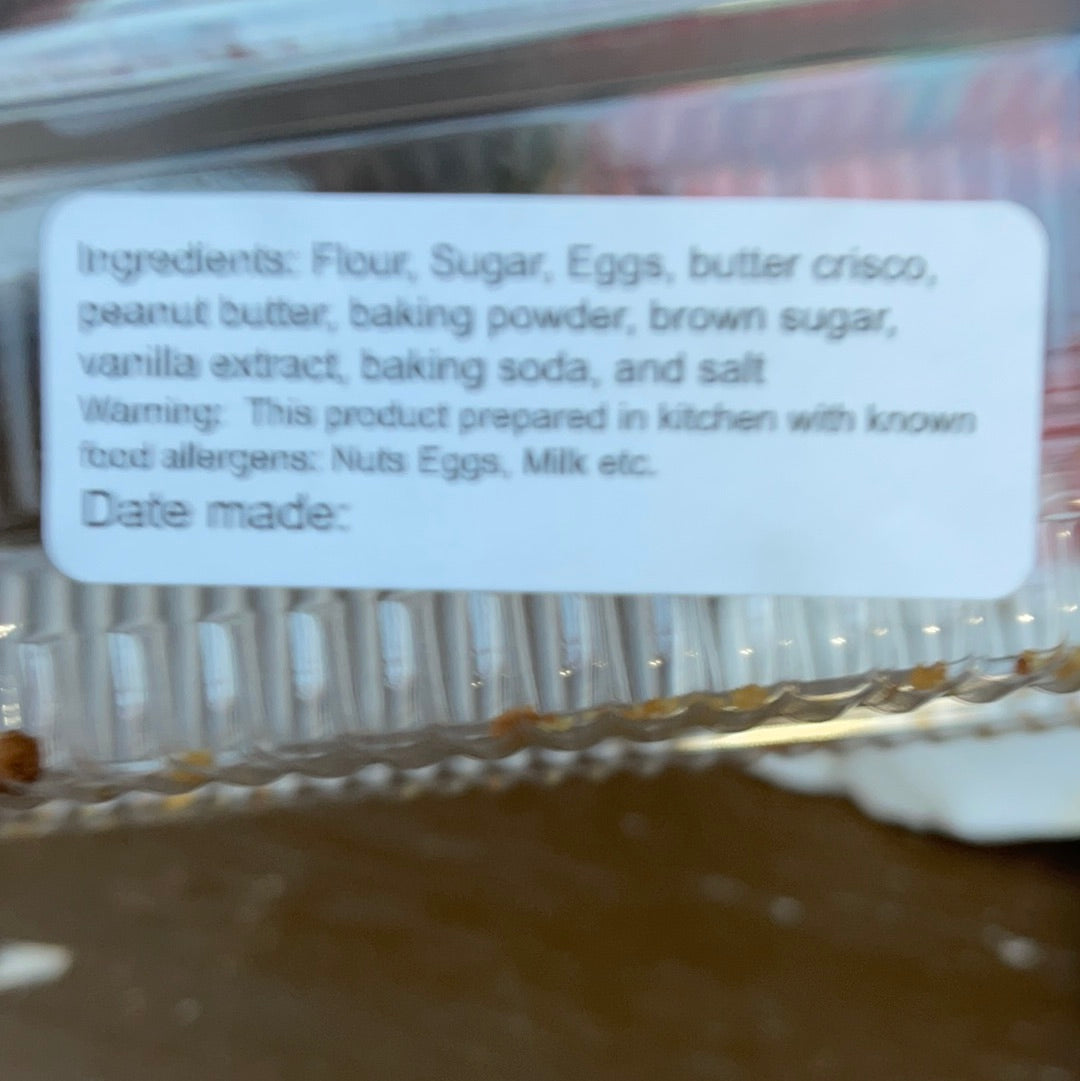 Ingredients: Flour, Sugar, Eggs, butter crisco,
peanut butter, baking powder, brown sugar,
vanilla extract, baking soda, and salt
Warning: This product prepared in kitchen with known
food allergens: Nuts Eggs, Milk etc.
Date made: